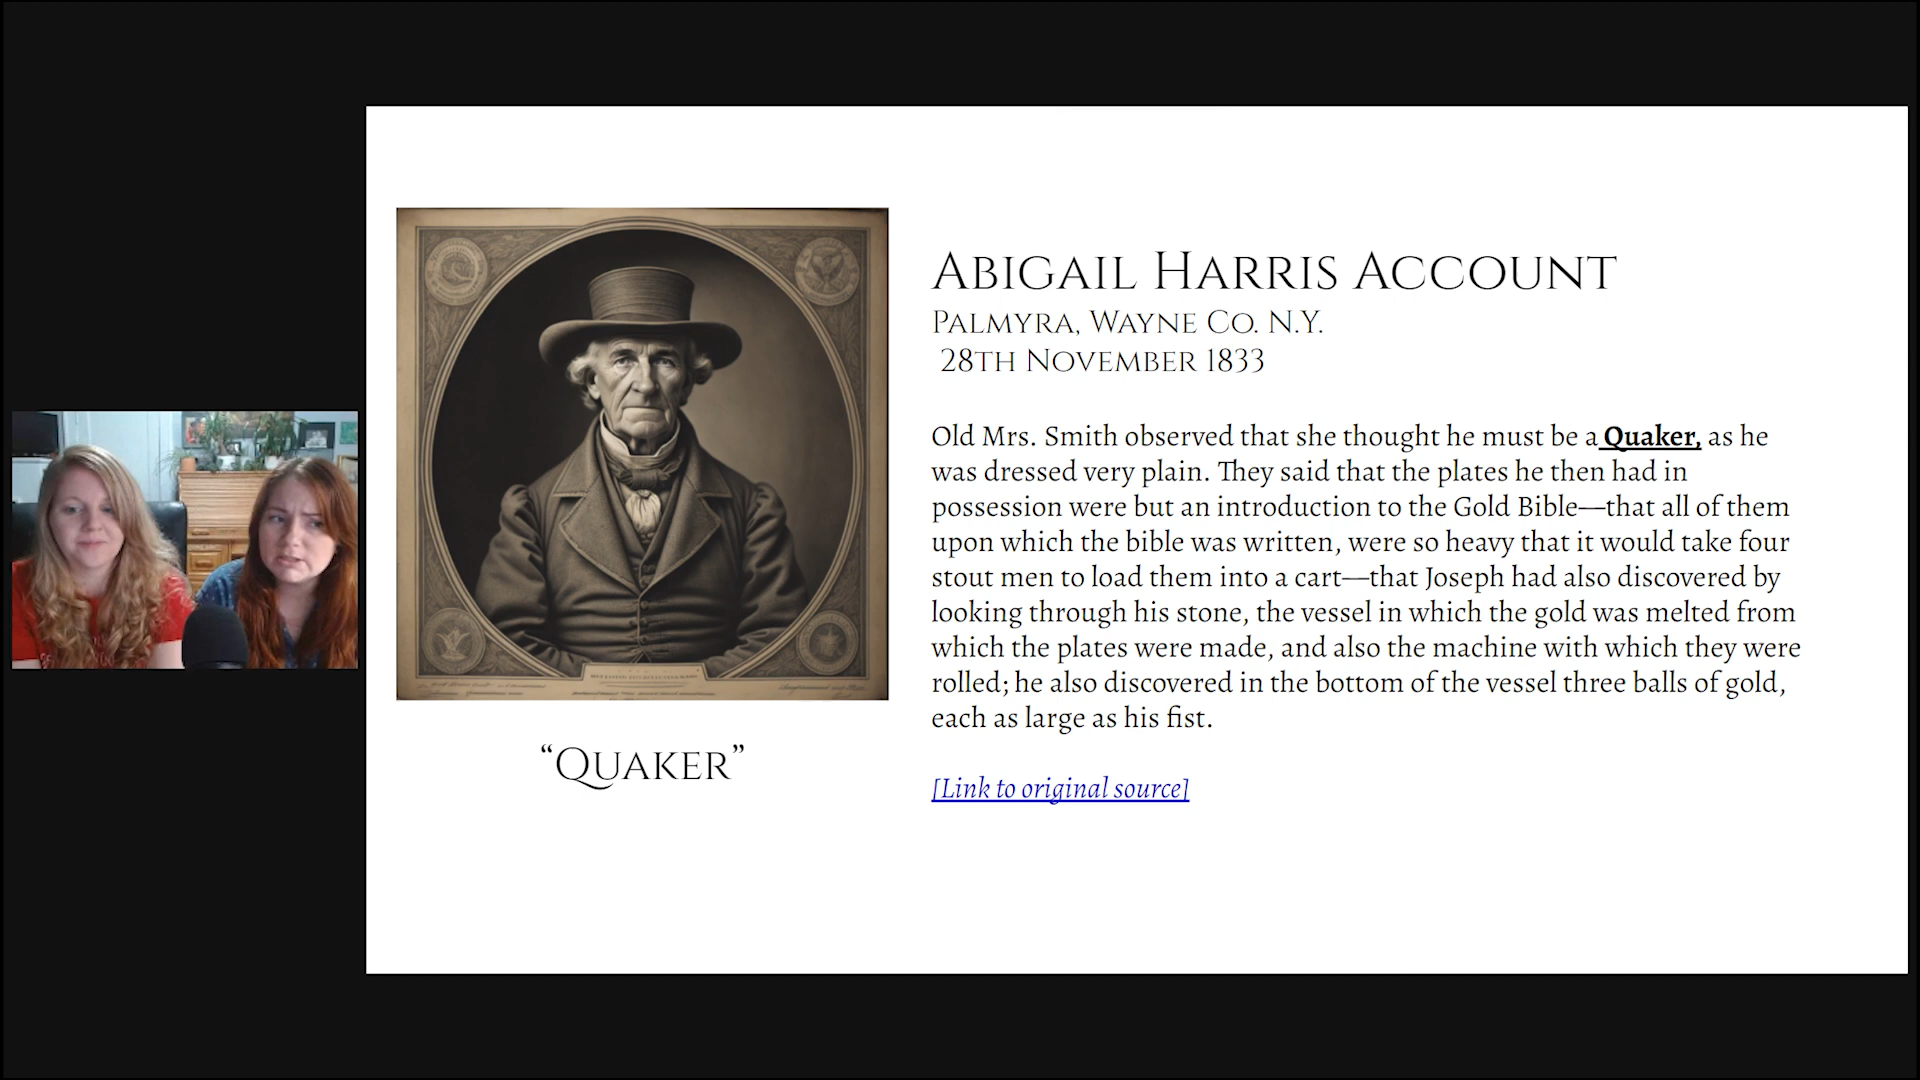 ABIGAIL HARRIS ACCOUNT
PALMYRA, WAYNE CO. N.Y.
28TH NOVEMBER 1833
Old Mrs. Smith observed that she thought he must be a Quaker, as he
was dressed very plain. They said that the plates he then had in
possession were but an introduction to the Gold Bible—that all of them
upon which the bible was written, were so heavy that it would take four
stout men to load them into a cart—that Joseph had also discovered by
looking through his stone, the vessel in which the gold was melted from
which the plates were made, and also the machine with which they were
rolled; he also discovered in the bottom of the vessel three balls of gold,
each as large as his fist.
[Link to original source]
“QUAKER”